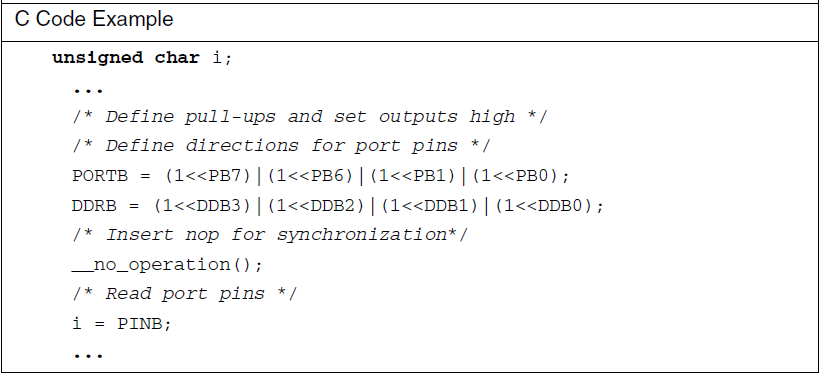 C Code Example
unsigned char i;
...
/* Define pull-ups and set outputs high */
/* Define directions for port pins */
PORTB = (1<<PB7)|(1<<PB6)|(1<<PB1)|(1<<PB0);
DDRB = (1<<DDB3)|(1<<DDB2)|(1<<DDB1)|(1<<DDB0);
/* Insert nop for synchronization*/
__no_operation();
/* Read port pins */
i = PINB;
...